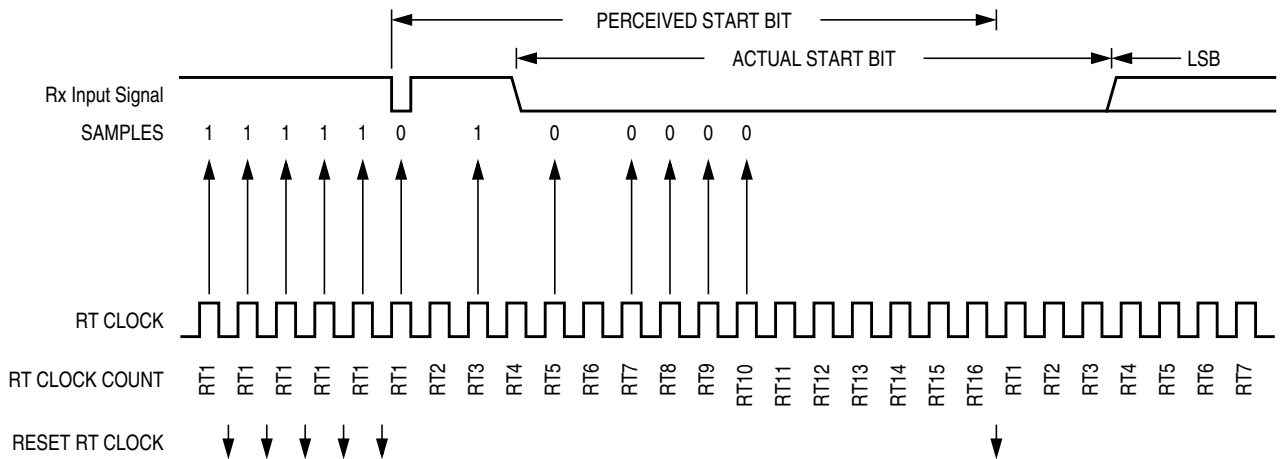 PERCEIVED START BIT
ACTUAL START BIT LSB
Rx Input Signal
SAMPLES 1 1 1 1 1 0 1 0 0 0 0 0
RT CLOCK
RT CLOCK COUNT RT1 RT1 RT1 RT1 RT1 RT1 RT2 RT3 RT4 RT5 RT6 RT7 RT8 RT9 RT10 RT11 RT12 RT13 RT14 RT15 RT16 RT1 RT2 RT3 RT4 RT5 RT6 RT7
RESET RT CLOCK